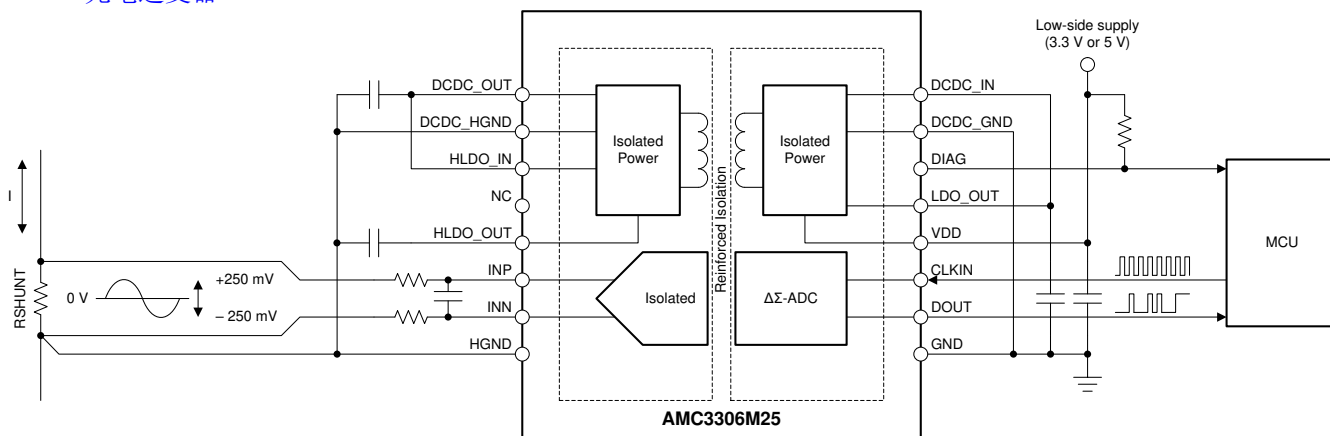 Low-side supply
(3.3 V or 5 V)
DCDC_OUT
DCDC_HGND
HLDO_IN
NC
HLDO_OUT
INP
INN
HGND
Isolated
Power
Isolated
Reinforced Isolation
Isolated
Power
ΔΣ-ADC
DCDC_IN
DCDC_GND
DIAG
LDO_OUT
VDD
CLKIN
DOUT
GND
MCU
I
RSHUNT
0 V
+250 mV
– 250 mV
AMC3306M25